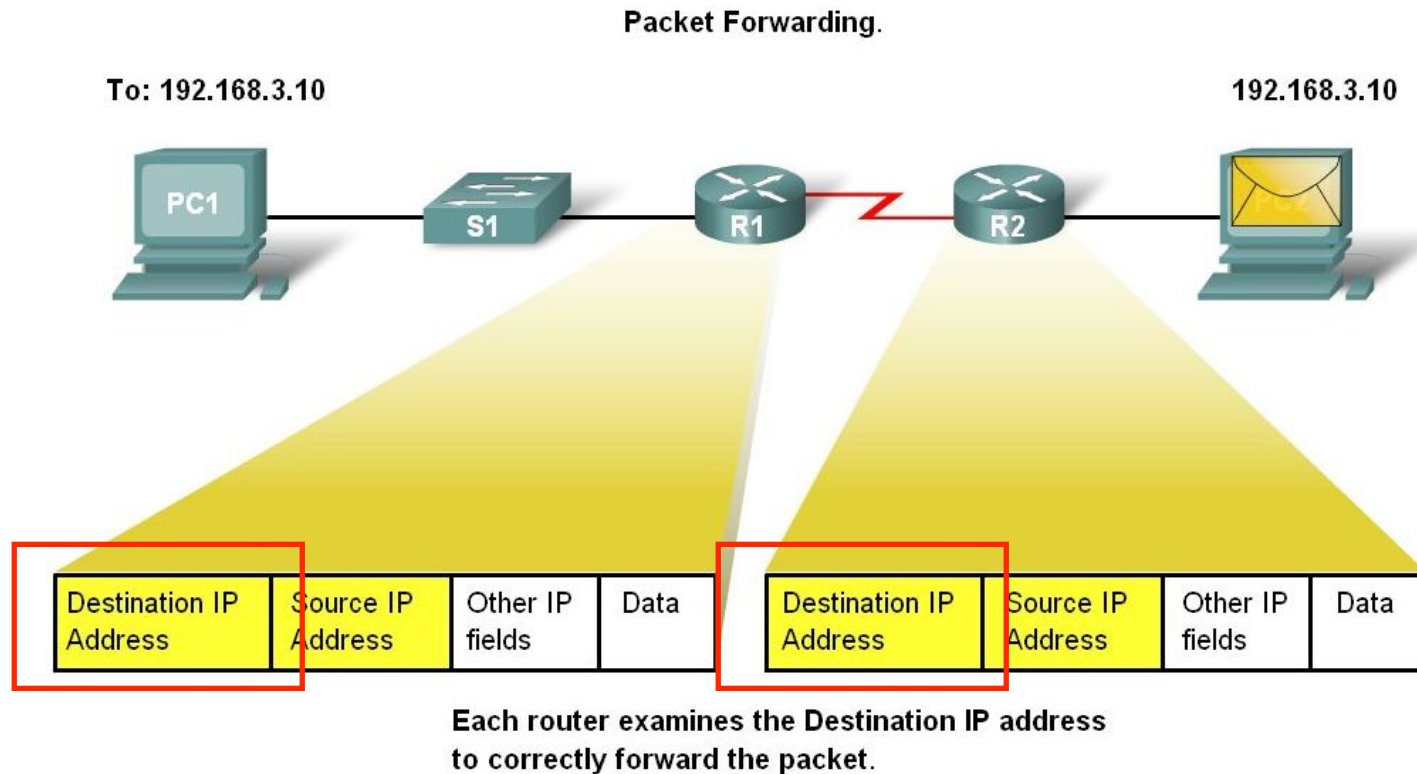 Packet Forwarding.
To: 192.168.3.10
192.168.3.10
PC1
S1
R1
R2
PC2
Destination IP
Address
Source IP
Address
Other IP
fields
Data
Destination IP
Address
Source IP
Address
Other IP
fields
Data
Each router examines the Destination IP address
to correctly forward the packet.